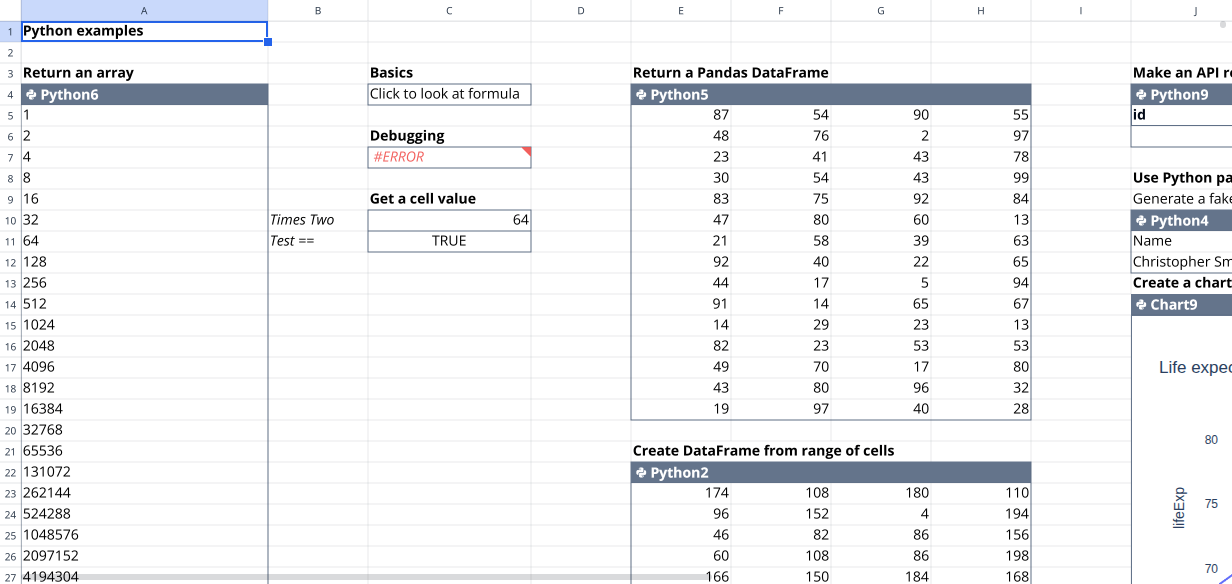 A B C D E F G H I J
1 Python examples
2
3 Return an array Basics Return a Pandas DataFrame Make an API re
4 Python6 Click to look at formula Python5 Python9
5 1 87 54 90 55 id
6 2 Debugging 48 76 2 97
7 4 #ERROR 23 41 43 78
8 8 30 54 43 99 Use Python pa
9 16 Get a cell value 83 75 92 84 Generate a fake
10 32 Times Two 64 47 80 60 13 Python4
11 64 Test == TRUE 21 58 39 63 Name
12 128 92 40 22 65 Christopher Sm
13 256 44 17 5 94 Create a chart
14 512 91 14 65 67 Chart9
15 1024 14 29 23 13
16 2048 82 23 53 53
17 4096 49 70 17 80 Life expec
18 8192 43 80 96 32
19 16384 19 97 40 28
20 32768 80
21 65536 Create DataFrame from range of cells
22 131072 Python2
23 262144 174 108 180 110 lifeExp 75
24 524288 96 152 4 194
25 1048576 46 82 86 156
26 2097152 60 108 86 198
27 4194304 166 150 184 168 70